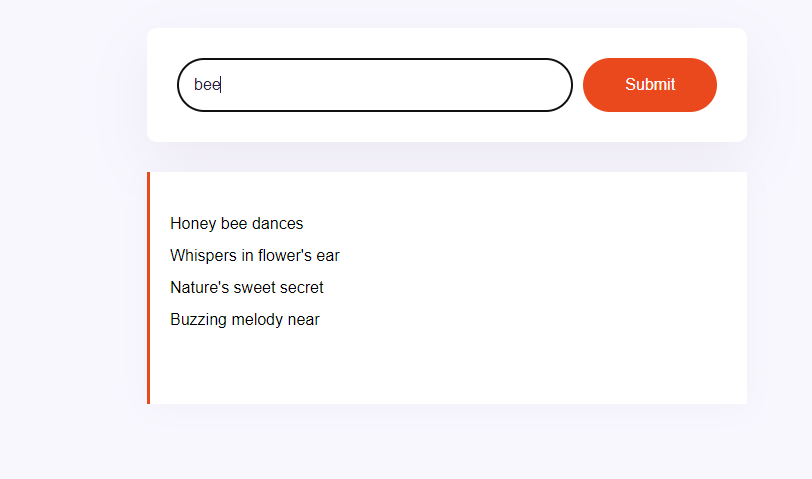 bee
Submit
Honey bee dances
Whispers in flower's ear
Nature's sweet secret
Buzzing melody near